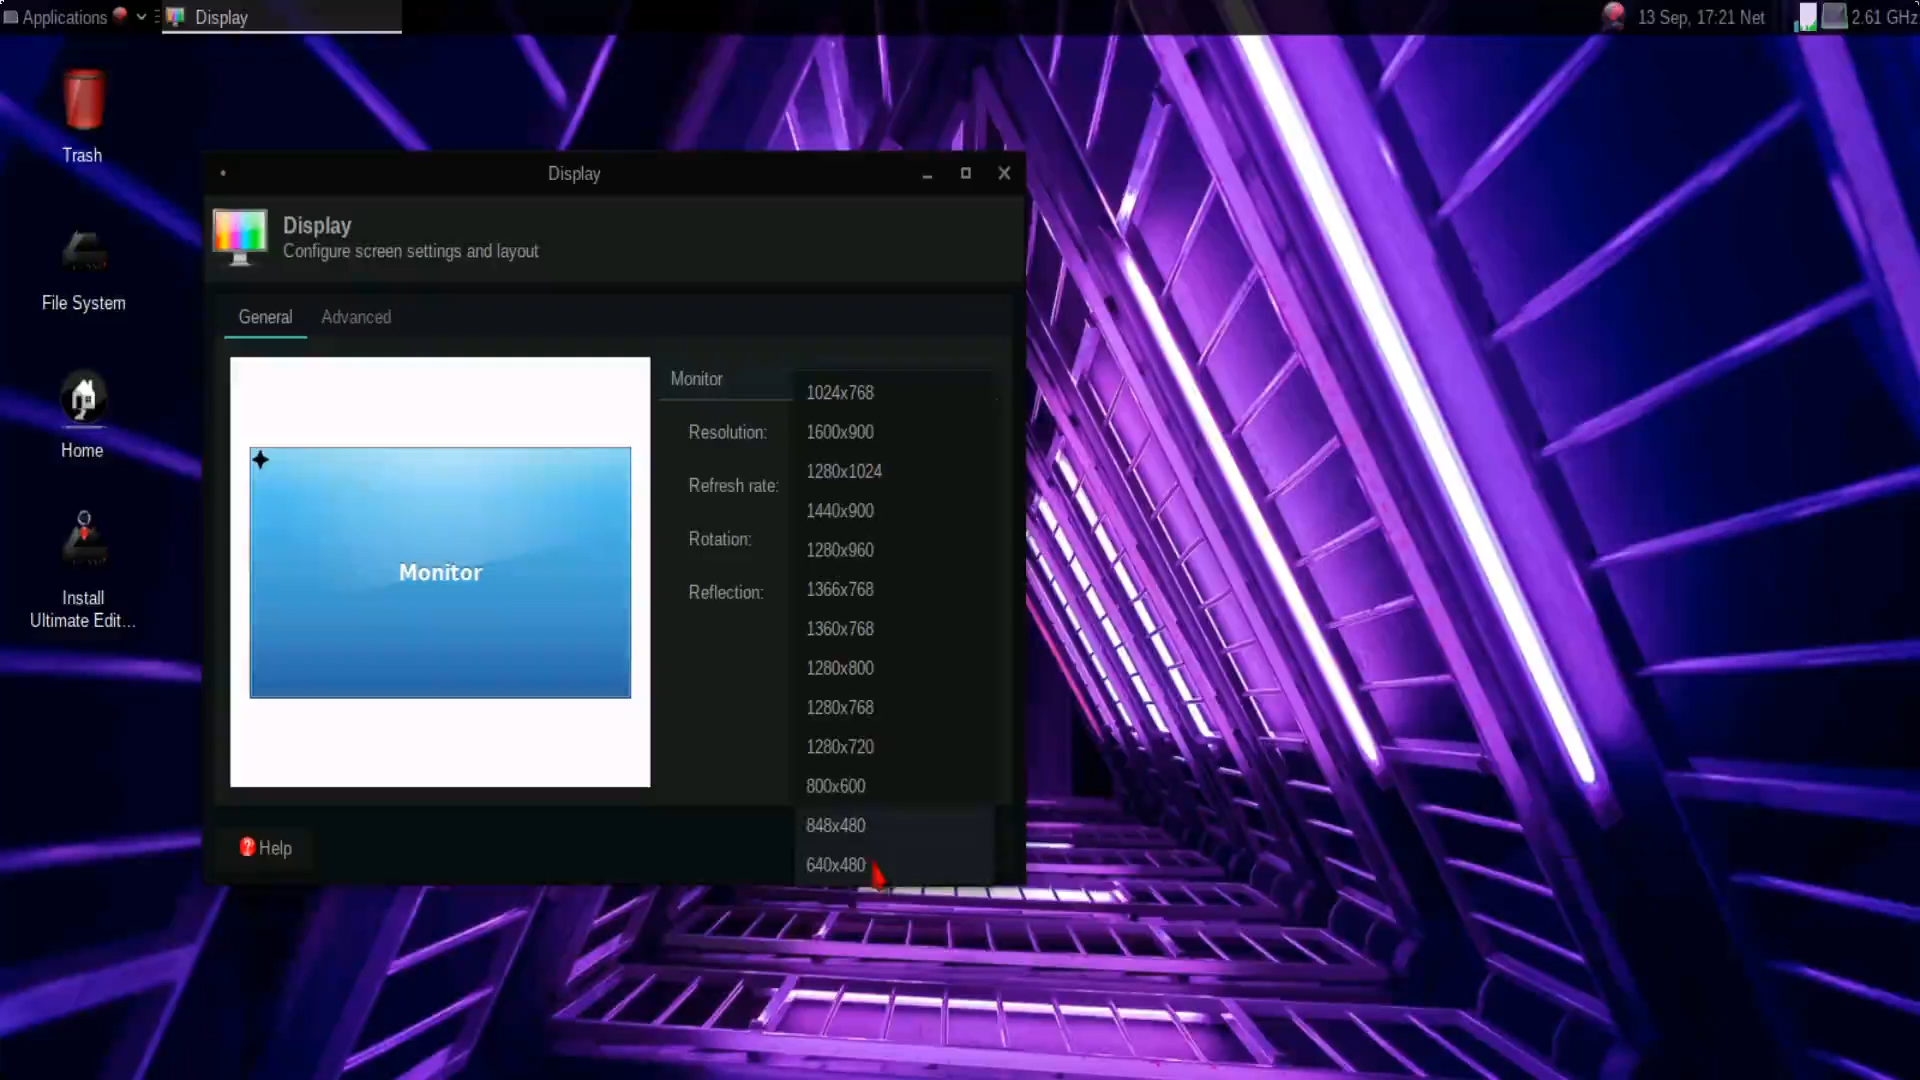 Applications
Display
13 Sep, 17:21 Net
2.61 GHz
Trash
File System
Home
Install
Ultimate Edit...
Display
Display
Configure screen settings and layout
General
Advanced
Monitor
Monitor
Resolution:
Refresh rate:
Rotation:
Reflection:
1024x768
1600x900
1280x1024
1440x900
1280x960
1366x768
1360x768
1280x800
1280x768
1280x720
800x600
848x480
640x480
? Help